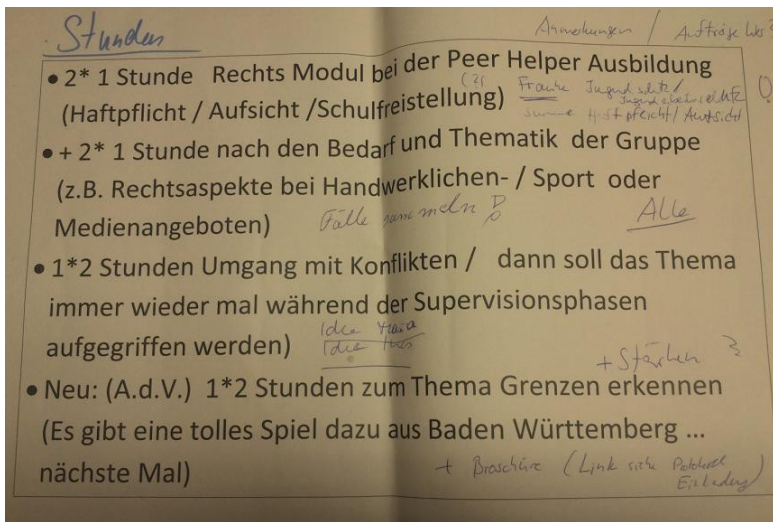 Stunden Anmerkungen / Aufträge
• 2* 1 Stunde Rechts Modul bei der Peer Helper Ausbildung
(Haftpflicht / Aufsicht /Schulfreistellung) Jugendschutz
Haftpflicht / Aufsicht
• + 2* 1 Stunde nach den Bedarf und Thematik der Gruppe
(z.B. Rechtsaspekte bei Handwerklichen- / Sport oder
Medienangeboten) Fälle sammeln Alle
• 1*2 Stunden Umgang mit Konflikten / dann soll das Thema
immer wieder mal während der Supervisionsphasen
aufgegriffen werden) Idee
+ Stärken ?
• Neu: (A.d.V.) 1*2 Stunden zum Thema Grenzen erkennen
(Es gibt eine tolles Spiel dazu aus Baden Württemberg ...
nächste Mal) + Broschüre (Link siehe
Einladung)